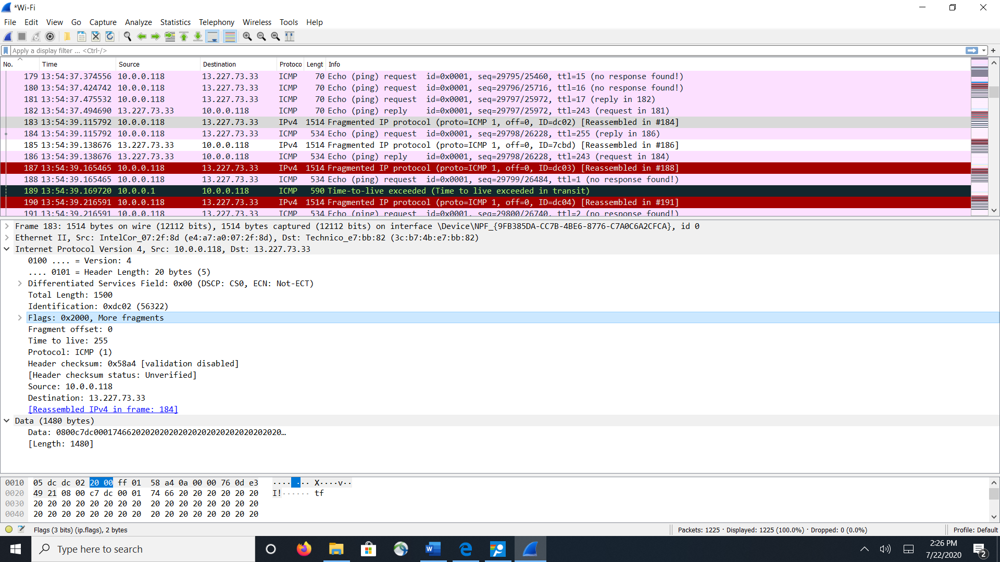 *Wi-Fi
File Edit View Go Capture Analyze Statistics Telephony Wireless Tools Help
Apply a display filter ... <Ctrl-/>
No. Time Source Destination Protoco Lengt Info
179 13:54:37.374556 10.0.0.118 13.227.73.33 ICMP 70 Echo (ping) request id=0x0001, seq=29795/25460, ttl=15 (no response found!)
180 13:54:37.424742 10.0.0.118 13.227.73.33 ICMP 70 Echo (ping) request id=0x0001, seq=29796/25716, ttl=16 (no response found!)
181 13:54:37.475532 10.0.0.118 13.227.73.33 ICMP 70 Echo (ping) request id=0x0001, seq=29797/25972, ttl=17 (reply in 182)
182 13:54:37.494690 13.227.73.33 10.0.0.118 ICMP 70 Echo (ping) reply id=0x0001, seq=29797/25972, ttl=243 (request in 181)
183 13:54:39.115792 10.0.0.118 13.227.73.33 IPv4 1514 Fragmented IP protocol (proto=ICMP 1, off=0, ID=dc02) [Reassembled in #184]
184 13:54:39.115792 10.0.0.118 13.227.73.33 ICMP 534 Echo (ping) request id=0x0001, seq=29798/26228, ttl=255 (reply in 186)
185 13:54:39.138676 13.227.73.33 10.0.0.118 IPv4 1514 Fragmented IP protocol (proto=ICMP 1, off=0, ID=7cbd) [Reassembled in #186]
186 13:54:39.138676 13.227.73.33 10.0.0.118 ICMP 534 Echo (ping) reply id=0x0001, seq=29798/26228, ttl=243 (request in 184)
187 13:54:39.165465 10.0.0.118 13.227.73.33 IPv4 1514 Fragmented IP protocol (proto=ICMP 1, off=0, ID=dc03) [Reassembled in #188]
188 13:54:39.165465 10.0.0.118 13.227.73.33 ICMP 534 Echo (ping) request id=0x0001, seq=29799/26484, ttl=1 (no response found!)
189 13:54:39.169720 10.0.0.1 10.0.0.118 ICMP 590 Time-to-live exceeded (Time to live exceeded in transit)
190 13:54:39.216591 10.0.0.118 13.227.73.33 IPv4 1514 Fragmented IP protocol (proto=ICMP 1, off=0, ID=dc04) [Reassembled in #191]
191 13:54:39.216591 10.0.0.118 13.227.73.33 ICMP 534 Echo (ping) request id=0x0001, seq=29800/26740, ttl=2 (no response found!)
Frame 183: 1514 bytes on wire (12112 bits), 1514 bytes captured (12112 bits) on interface \Device\NPF_{9FB385DA-CC7B-4BE6-8776-C7A0C6A2CFCA}, id 0
Ethernet II, Src: IntelCor_07:2f:8d (e4:a7:a0:07:2f:8d), Dst: Technico_e7:bb:82 (3c:b7:4b:e7:bb:82)
Internet Protocol Version 4, Src: 10.0.0.118, Dst: 13.227.73.33
0100 .... = Version: 4
.... 0101 = Header Length: 20 bytes (5)
Differentiated Services Field: 0x00 (DSCP: CS0, ECN: Not-ECT)
Total Length: 1500
Identification: 0xdc02 (56322)
Flags: 0x2000, More fragments
Fragment offset: 0
Time to live: 255
Protocol: ICMP (1)
Header checksum: 0x58a4 [validation disabled]
[Header checksum status: Unverified]
Source: 10.0.0.118
Destination: 13.227.73.33
[Reassembled IPv4 in frame: 184]
Data (1480 bytes)
Data: 0800c7dc000174662020202020202020202020202020202020…
[Length: 1480]
0010 05 dc dc 02 20 00 ff 01 58 a4 0a 00 00 76 0d e3 ···· ··· X····v··
0020 49 21 08 00 c7 dc 00 01 74 66 20 20 20 20 20 20 I!······ tf
0030 20 20 20 20 20 20 20 20 20 20 20 20 20 20 20 20
0040 20 20 20 20 20 20 20 20 20 20 20 20 20 20 20 20
Flags (3 bits) (ip.flags), 2 bytes Packets: 1225 · Displayed: 1225 (100.0%) · Dropped: 0 (0.0%) Profile: Default
Type here to search
2:26 PM
7/22/2020
2